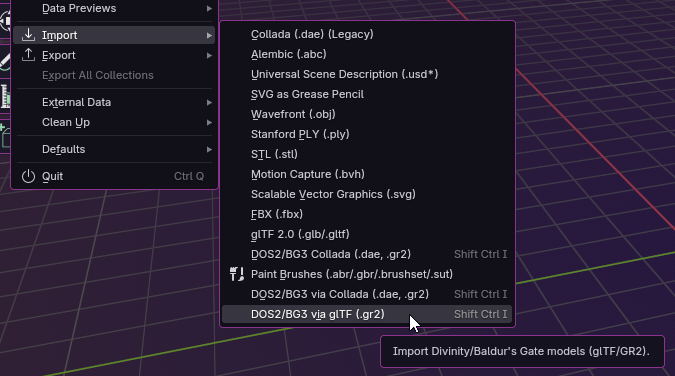 Data Previews
Import
Export
Export All Collections
External Data
Clean Up
Defaults
Quit Ctrl Q
Collada (.dae) (Legacy)
Alembic (.abc)
Universal Scene Description (.usd*)
SVG as Grease Pencil
Wavefront (.obj)
Stanford PLY (.ply)
STL (.stl)
Motion Capture (.bvh)
Scalable Vector Graphics (.svg)
FBX (.fbx)
glTF 2.0 (.glb/.gltf)
DOS2/BG3 Collada (.dae, .gr2) Shift Ctrl I
Paint Brushes (.abr/.gbr/.brushset/.sut)
DOS2/BG3 via Collada (.dae, .gr2) Shift Ctrl I
DOS2/BG3 via glTF (.gr2) Shift Ctrl I
Import Divinity/Baldur's Gate models (glTF/GR2).